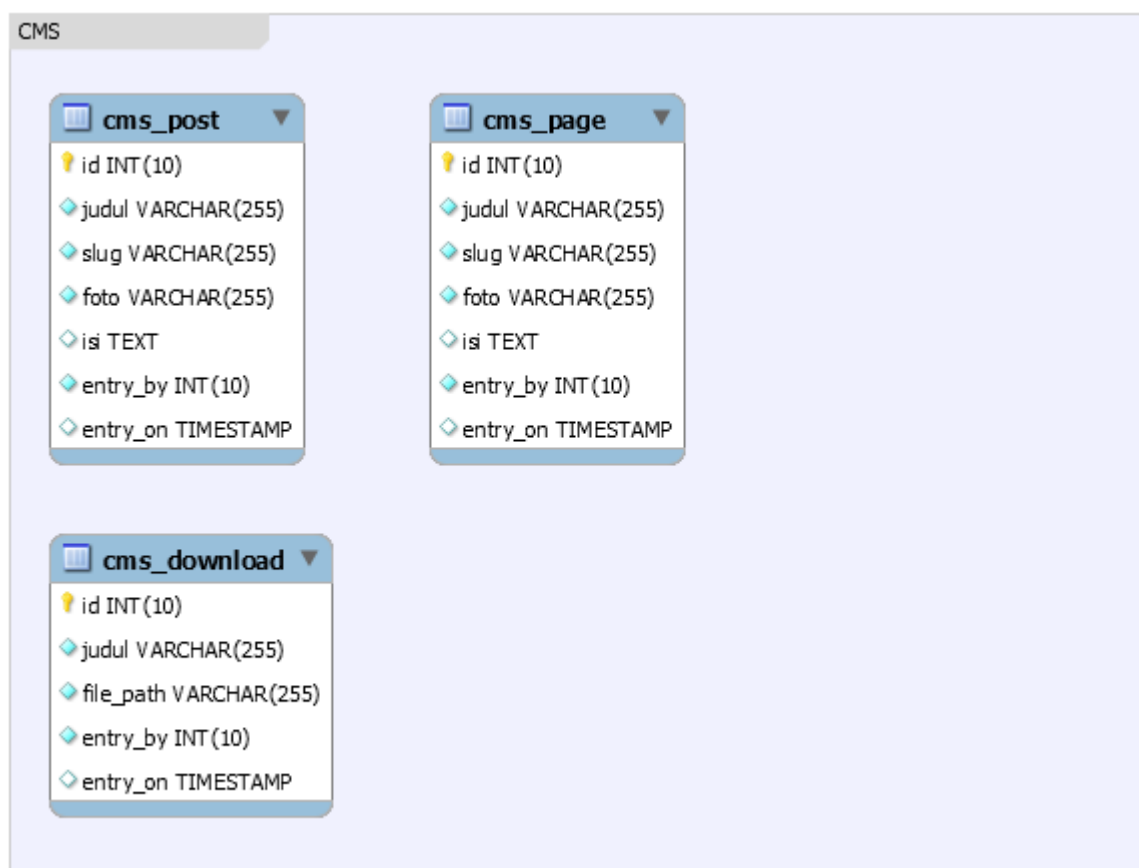 CMS
cms_post
id INT(10)
judul VARCHAR(255)
slug VARCHAR(255)
foto VARCHAR(255)
isi TEXT
entry_by INT(10)
entry_on TIMESTAMP
cms_page
id INT(10)
judul VARCHAR(255)
slug VARCHAR(255)
foto VARCHAR(255)
isi TEXT
entry_by INT(10)
entry_on TIMESTAMP
cms_download
id INT(10)
judul VARCHAR(255)
file_path VARCHAR(255)
entry_by INT(10)
entry_on TIMESTAMP